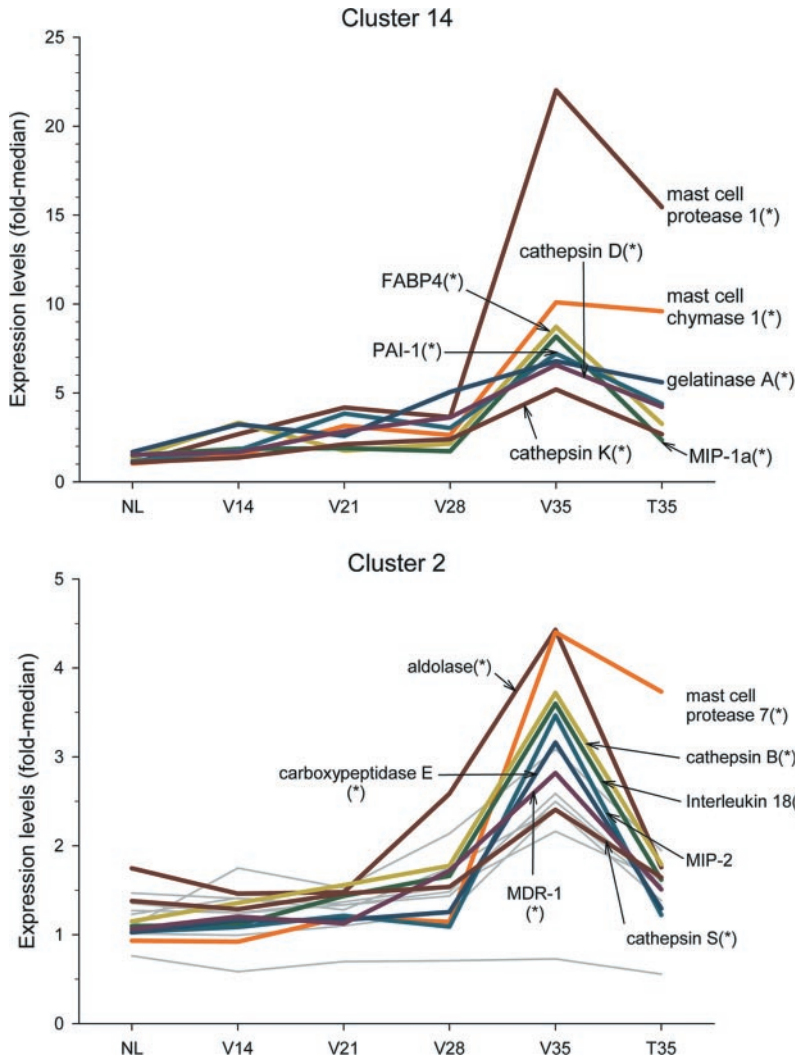 Cluster 14
Expression levels (fold-median)
25
20
15
10
5
0
mast cell
protease 1(*)
cathepsin D(*)
FABP4(*)
mast cell
chymase 1(*)
PAI-1(*)
gelatinase A(*)
cathepsin K(*)
MIP-1a(*)
NL V14 V21 V28 V35 T35
Cluster 2
Expression levels (fold-median)
5
4
3
2
1
0
aldolase(*)
mast cell
protease 7(*)
cathepsin B(*)
carboxypeptidase E
(*)
Interleukin 18(
MIP-2
MDR-1
(*)
cathepsin S(*)
NL V14 V21 V28 V35 T35